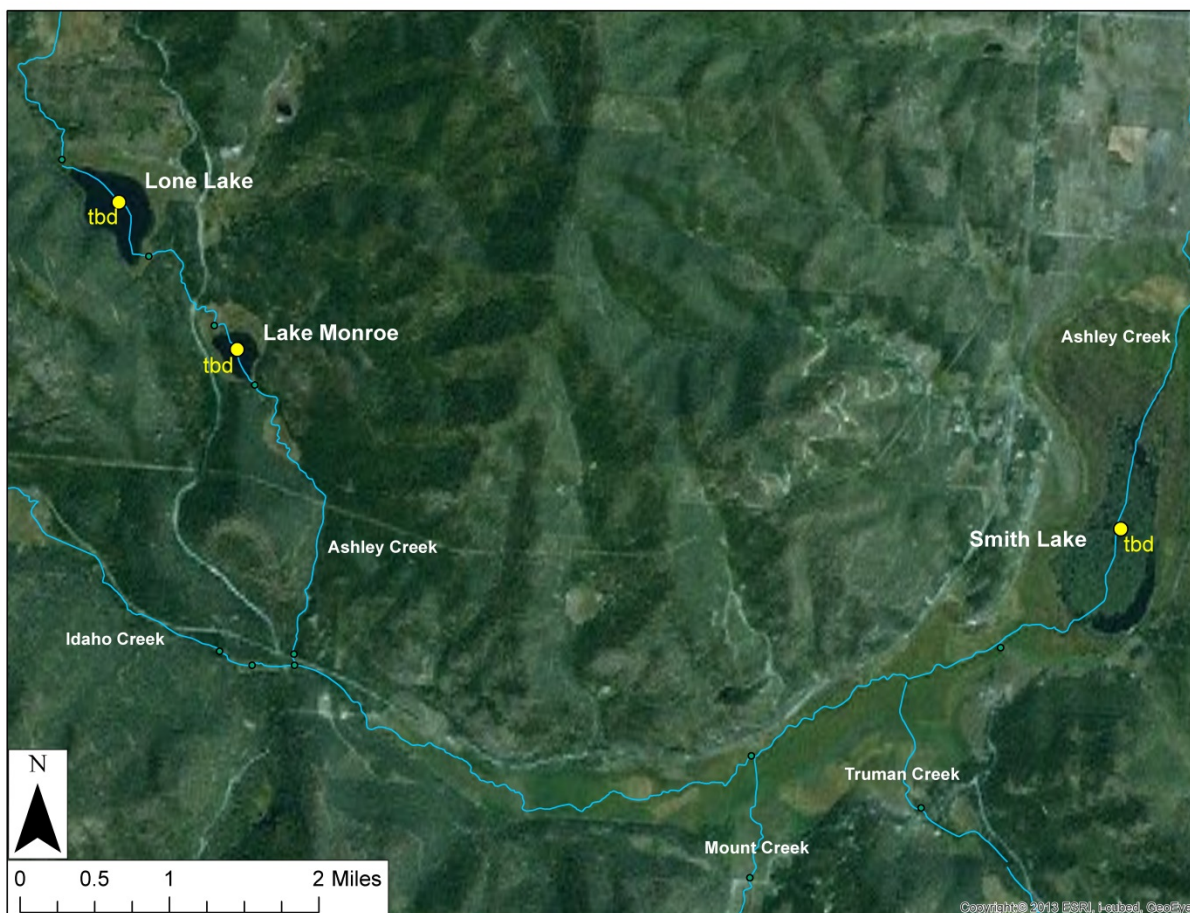 Lone Lake
tbd
Lake Monroe
Ashley Creek
tbd
Smith Lake
Ashley Creek
tbd
Idaho Creek
Truman Creek
N
Mount Creek
0 0.5 1 2 Miles
Copyright:© 2013 ESRI, i-cubed, GeoEye